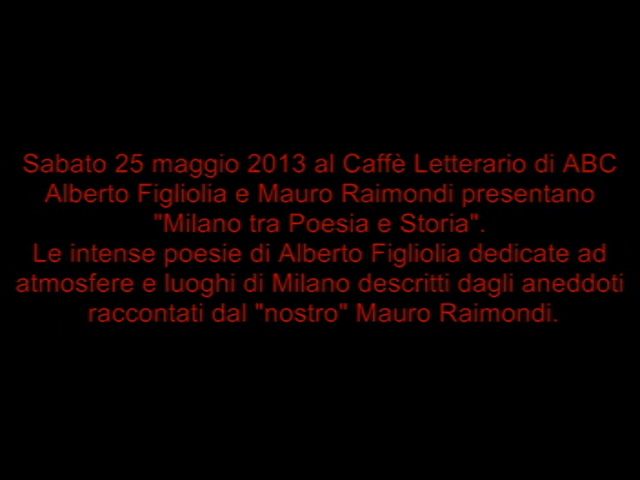 Sabato 25 maggio 2013 al Caffè Letterario di ABC
Alberto Figliolia e Mauro Raimondi presentano
"Milano tra Poesia e Storia".
Le intense poesie di Alberto Figliolia dedicate ad
atmosfere e luoghi di Milano descritti dagli aneddoti
raccontati dal "nostro" Mauro Raimondi.